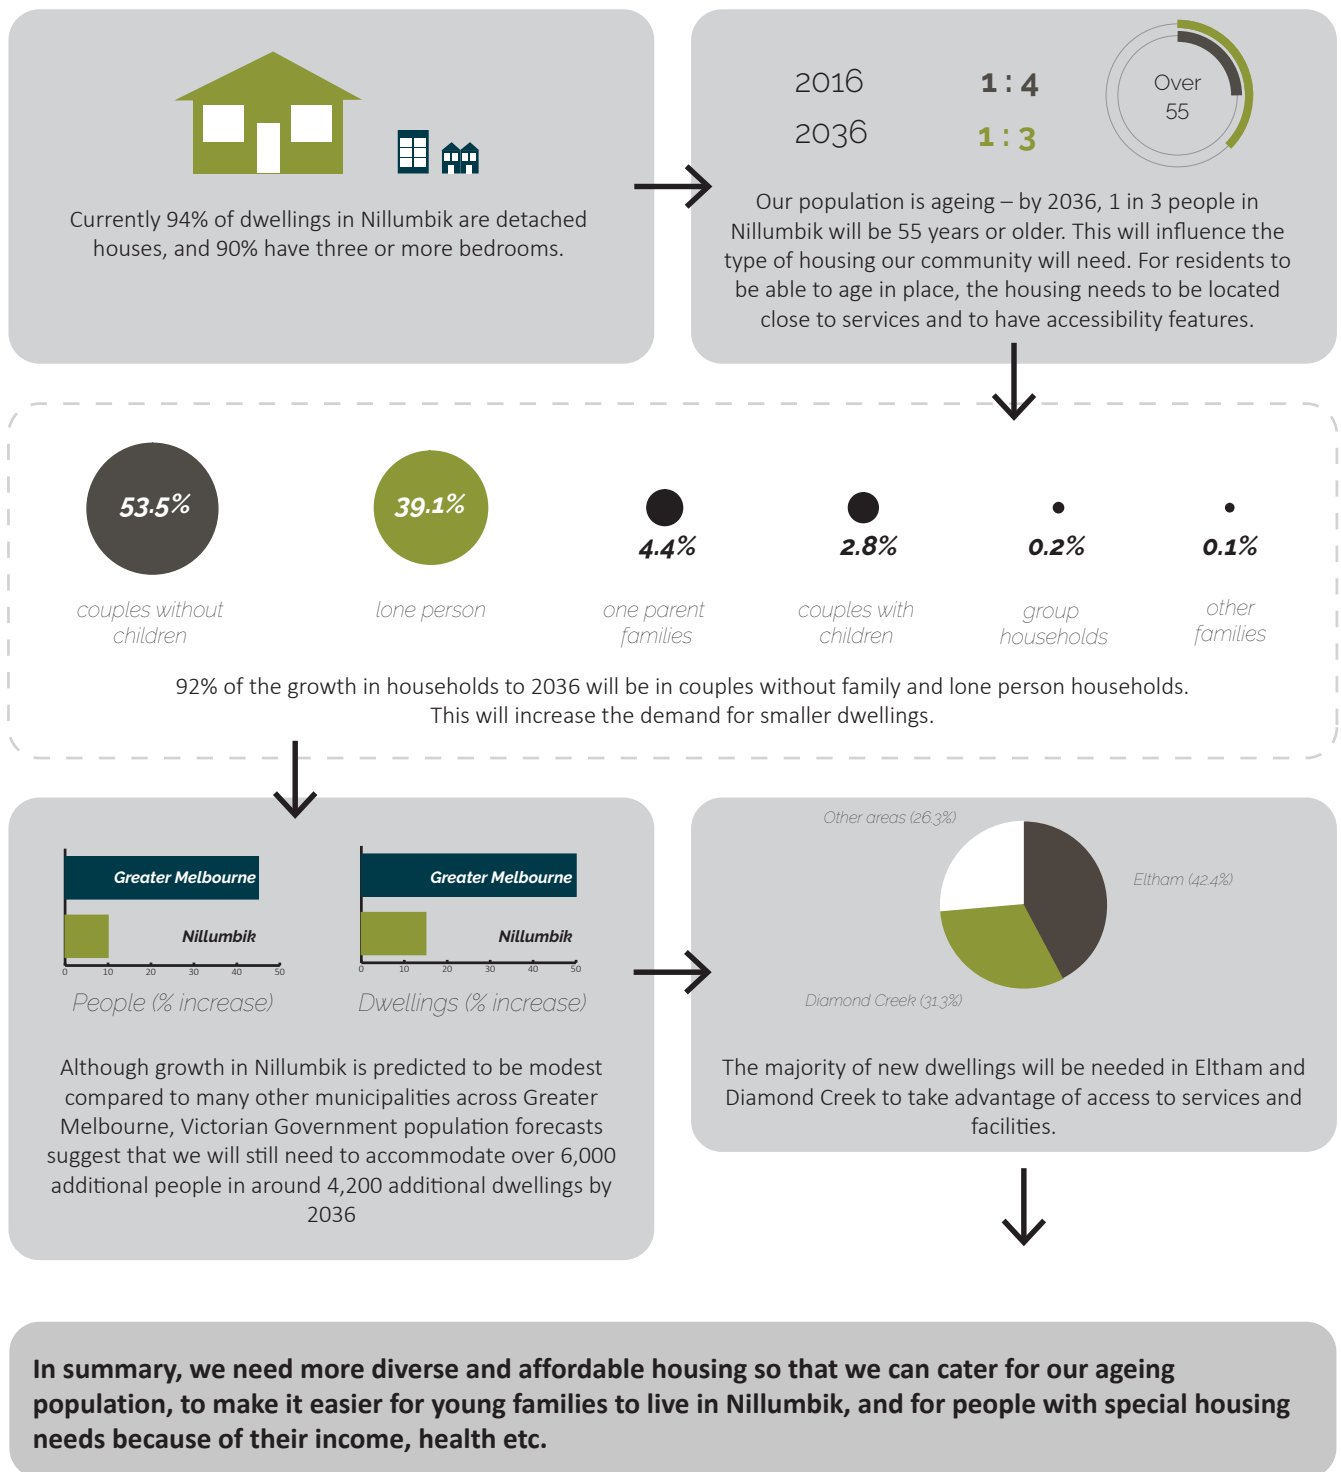 Currently 94% of dwellings in Nillumbik are detached
houses, and 90% have three or more bedrooms.
2016 1 : 4
2036 1 : 3
Over
55
Our population is ageing – by 2036, 1 in 3 people in
Nillumbik will be 55 years or older. This will influence the
type of housing our community will need. For residents to
be able to age in place, the housing needs to be located
close to services and to have accessibility features.
53.5%
couples without
children
39.1%
lone person
4.4%
one parent
families
2.8%
couples with
children
0.2%
group
households
0.1%
other
families
92% of the growth in households to 2036 will be in couples without family and lone person households.
This will increase the demand for smaller dwellings.
Greater Melbourne
Nillumbik
0 10 20 30 40 50
People (% increase)
Greater Melbourne
Nillumbik
0 10 20 30 40 50
Dwellings (% increase)
Although growth in Nillumbik is predicted to be modest
compared to many other municipalities across Greater
Melbourne, Victorian Government population forecasts
suggest that we will still need to accommodate over 6,000
additional people in around 4,200 additional dwellings by
2036
Other areas (26.3%)
Eltham (42.4%)
Diamond Creek (31.3%)
The majority of new dwellings will be needed in Eltham and
Diamond Creek to take advantage of access to services and
facilities.
In summary, we need more diverse and affordable housing so that we can cater for our ageing
population, to make it easier for young families to live in Nillumbik, and for people with special housing
needs because of their income, health etc.